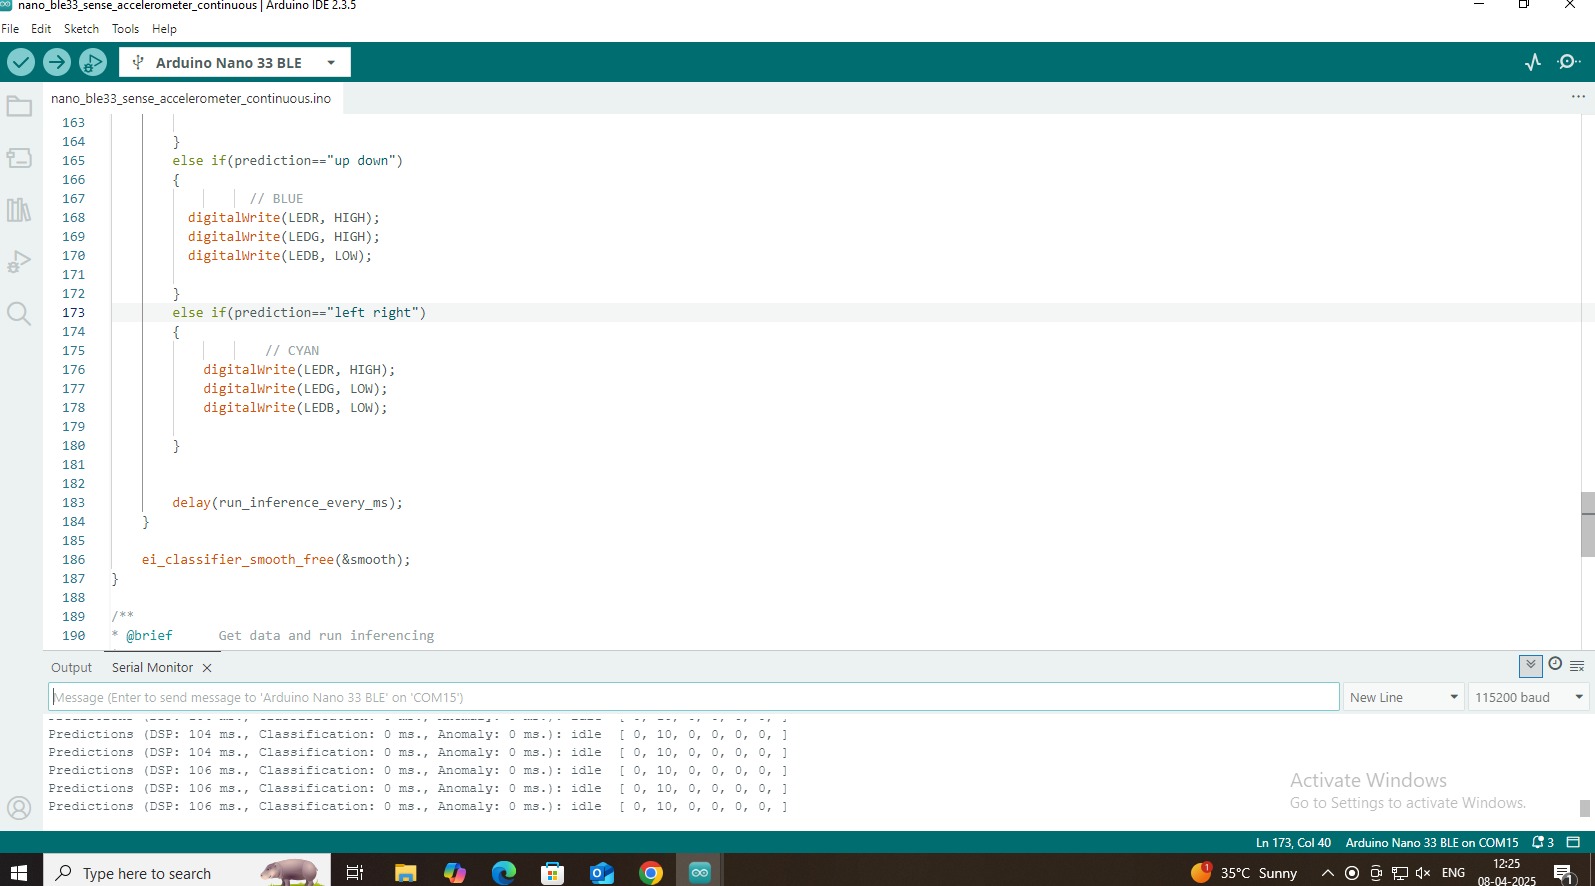 nano_ble33_sense_accelerometer_continuous | Arduino IDE 2.3.5
File Edit Sketch Tools Help
Arduino Nano 33 BLE
nano_ble33_sense_accelerometer_continuous.ino
163
164 }
165 else if(prediction=="up down")
166 {
167 // BLUE
168 digitalWrite(LEDR, HIGH);
169 digitalWrite(LEDG, HIGH);
170 digitalWrite(LEDB, LOW);
171
172 }
173 else if(prediction=="left right")
174 {
175 // CYAN
176 digitalWrite(LEDR, HIGH);
177 digitalWrite(LEDG, LOW);
178 digitalWrite(LEDB, LOW);
179
180 }
181
182
183 delay(run_inference_every_ms);
184 }
185
186 ei_classifier_smooth_free(&smooth);
187 }
188
189 /**
190 * @brief Get data and run inferencing
Output Serial Monitor
Message (Enter to send message to 'Arduino Nano 33 BLE' on 'COM15') New Line 115200 baud
Predictions (DSP: 104 ms., Classification: 0 ms., Anomaly: 0 ms.): idle [ 0, 10, 0, 0, 0, 0, ]
Predictions (DSP: 104 ms., Classification: 0 ms., Anomaly: 0 ms.): idle [ 0, 10, 0, 0, 0, 0, ]
Predictions (DSP: 106 ms., Classification: 0 ms., Anomaly: 0 ms.): idle [ 0, 10, 0, 0, 0, 0, ]
Predictions (DSP: 106 ms., Classification: 0 ms., Anomaly: 0 ms.): idle [ 0, 10, 0, 0, 0, 0, ]
Predictions (DSP: 106 ms., Classification: 0 ms., Anomaly: 0 ms.): idle [ 0, 10, 0, 0, 0, 0, ]
Activate Windows
Go to Settings to activate Windows.
Ln 173, Col 40 Arduino Nano 33 BLE on COM15 3
Type here to search
1
35°C Sunny
ENG
12:25
08-04-2025
1